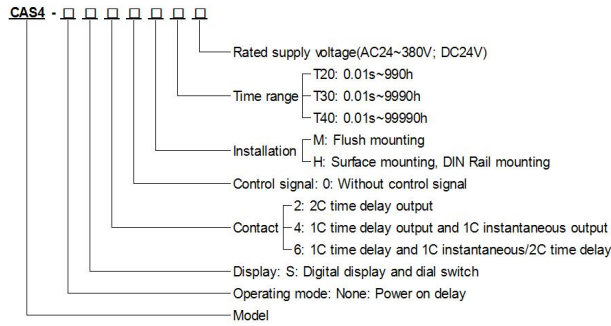 CAS4 - □ □ □ □ □ □ □
Rated supply voltage(AC24~380V; DC24V)
T20: 0.01s~990h
Time range
T30: 0.01s~9990h
T40: 0.01s~99990h
M: Flush mounting
Installation
H: Surface mounting, DIN Rail mounting
Control signal: 0: Without control signal
2: 2C time delay output
Contact
4: 1C time delay output and 1C instantaneous output
6: 1C time delay and 1C instantaneous/2C time delay
Display: S: Digital display and dial switch
Operating mode: None: Power on delay
Model